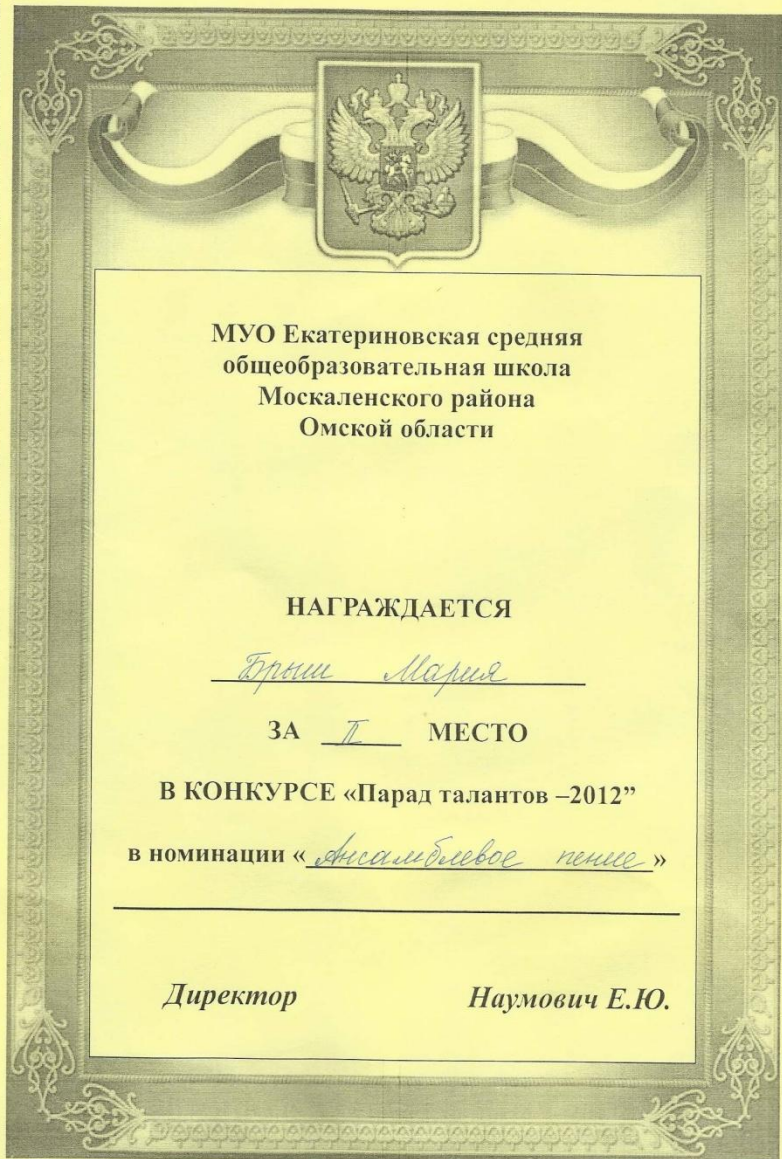 МУО Екатериновская средняя
общеобразовательная школа
Москаленского района
Омской области
НАГРАЖДАЕТСЯ
Брыш Мария
ЗА II МЕСТО
В КОНКУРСЕ «Парад талантов –2012”
в номинации «Ансамблевое пение»
Директор Наумович Е.Ю.